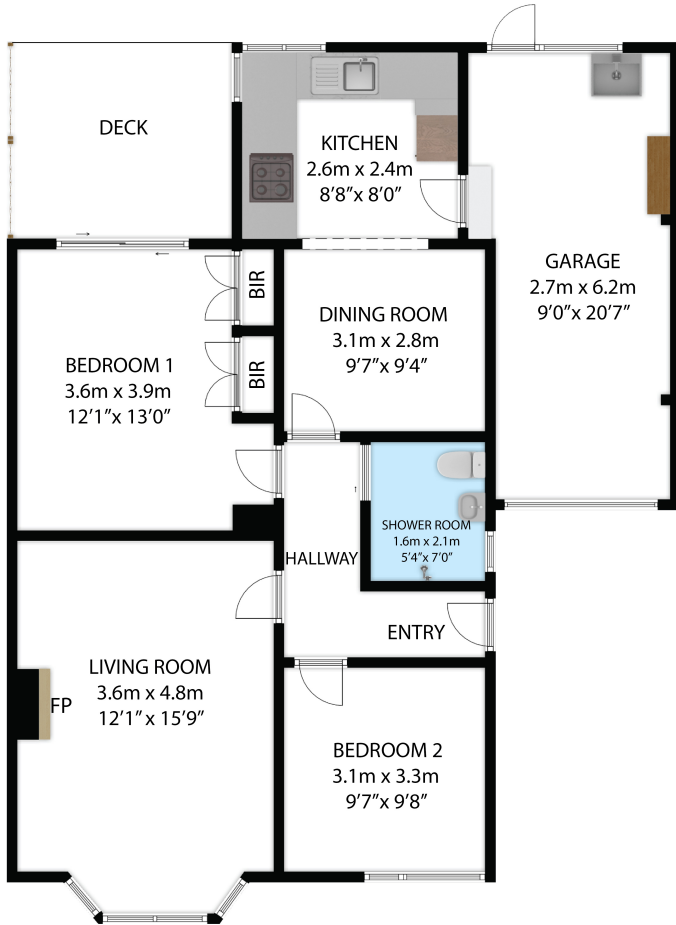 DECK
KITCHEN
2.6m x 2.4m
8'8"x 8'0"
GARAGE
2.7m x 6.2m
9'0"x 20'7"
BIR
BIR
DINING ROOM
3.1m x 2.8m
9'7"x 9'4"
BEDROOM 1
3.6m x 3.9m
12'1"x 13'0"
SHOWER ROOM
1.6m x 2.1m
5'4"x 7'0"
HALLWAY
ENTRY
LIVING ROOM
3.6m x 4.8m
12'1" x 15'9"
FP
BEDROOM 2
3.1m x 3.3m
9'7"x 9'8"